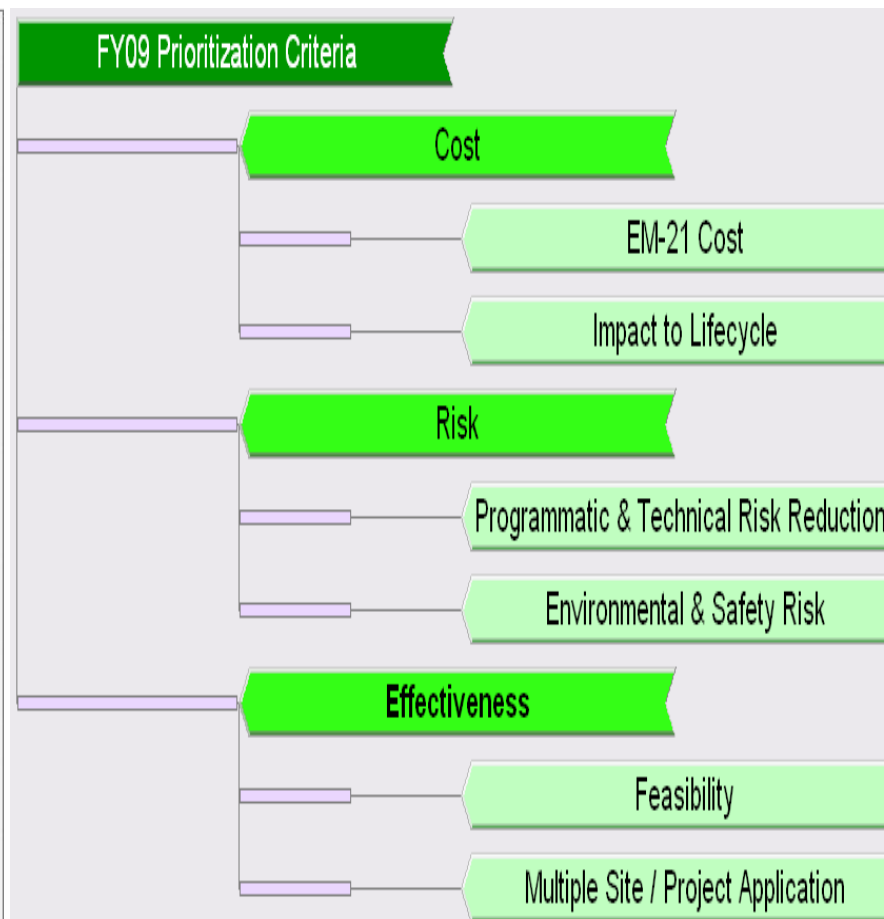 FY09 Prioritization Criteria
Cost
EM-21 Cost
Impact to Lifecycle
Risk
Programmatic & Technical Risk Reduction
Environmental & Safety Risk
Effectiveness
Feasibility
Multiple Site / Project Application